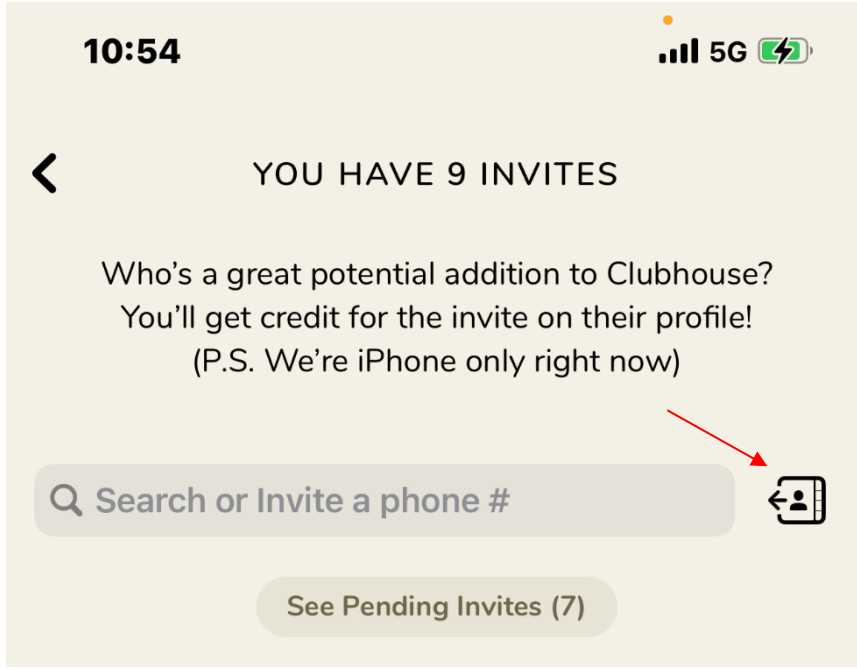 10:54 5G
YOU HAVE 9 INVITES
Who's a great potential addition to Clubhouse?
You'll get credit for the invite on their profile!
(P.S. We're iPhone only right now)
Search or Invite a phone #
See Pending Invites (7)